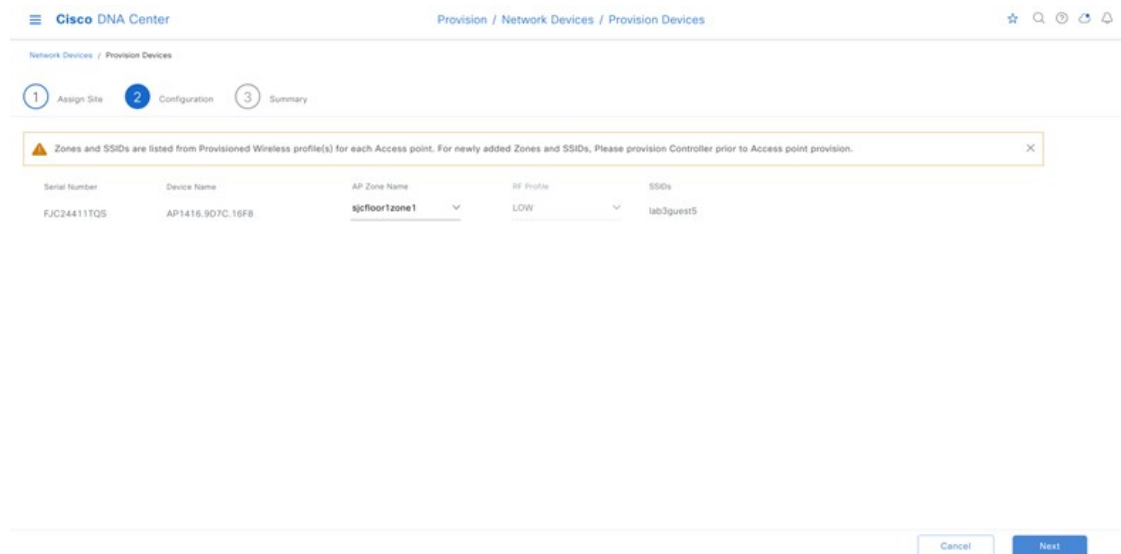 Cisco DNA Center
Provision / Network Devices / Provision Devices
Network Devices / Provision Devices
1 Assign Site 2 Configuration 3 Summary
Zones and SSIDs are listed from Provisioned Wireless profile(s) for each Access point. For newly added Zones and SSIDs, Please provision Controller prior to Access point provision.
Serial Number Device Name AP Zone Name RF Profile SSIDs
FJC24411TQS AP1416.9D7C.16F8 sjcfloor1zone1 LOW lab3guest5
Cancel Next